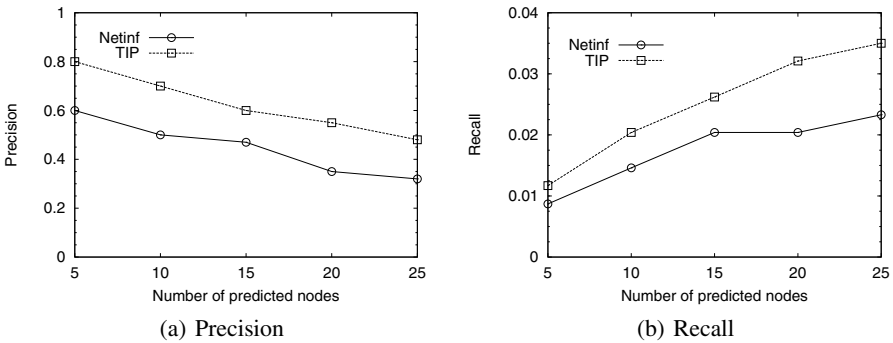 Precision
1
0.8
0.6
0.4
0.2
0
Netinf
TIP
5 10 15 20 25
Number of predicted nodes
(a) Precision
Recall
0.04
0.03
0.02
0.01
0
Netinf
TIP
5 10 15 20 25
Number of predicted nodes
(b) Recall